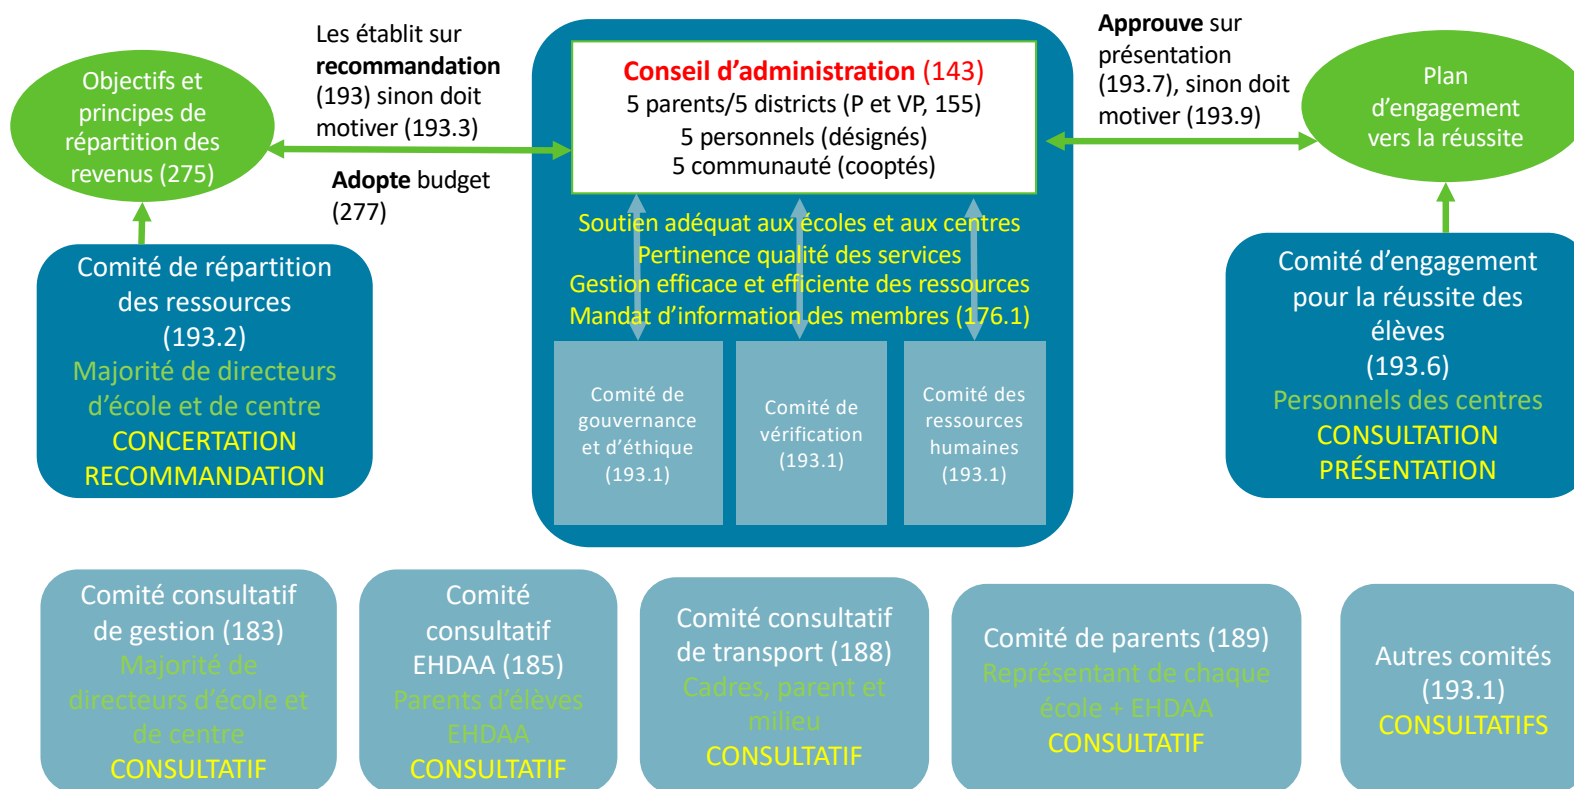 Objectifs et
principes de
répartition des
revenus (275)
Les établit sur
recommandation
(193) sinon doit
motiver (193.3)
Adopte budget
(277)
Conseil d’administration (143)
5 parents/5 districts (P et VP, 155)
5 personnels (désignés)
5 communauté (cooptés)
Approuve sur
présentation
(193.7), sinon doit
motiver (193.9)
Plan
d’engagement
vers la réussite
Comité de répartition
des ressources
(193.2)
Majorité de directeurs
d’école et de centre
CONCERTATION
RECOMMANDATION
Soutien adéquat aux écoles et aux centres
Pertinence qualité des services
Gestion efficace et efficiente des ressources
Mandat d’information des membres (176.1)
Comité de
gouvernance
et d’éthique
(193.1)
Comité de
vérification
(193.1)
Comité des
ressources
humaines
(193.1)
Comité d’engagement
pour la réussite des
élèves
(193.6)
Personnels des centres
CONSULTATION
PRÉSENTATION
Comité consultatif
de gestion (183)
Majorité de
directeurs d’école et
de centre
CONSULTATIF
Comité
consultatif
EHDAA (185)
Parents d’élèves
EHDAA
CONSULTATIF
Comité consultatif
de transport (188)
Cadres, parent et
milieu
CONSULTATIF
Comité de parents (189)
Représentant de chaque
école + EHDAA
CONSULTATIF
Autres comités
(193.1)
CONSULTATIFS